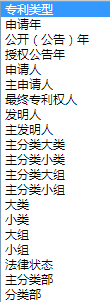 专利类型
申请年
公开（公告）年
授权公告年
申请人
主申请人
最终专利权人
发明人
主发明人
主分类大类
主分类小类
主分类大组
主分类小组
大类
小类
大组
小组
法律状态
主分类部
分类部